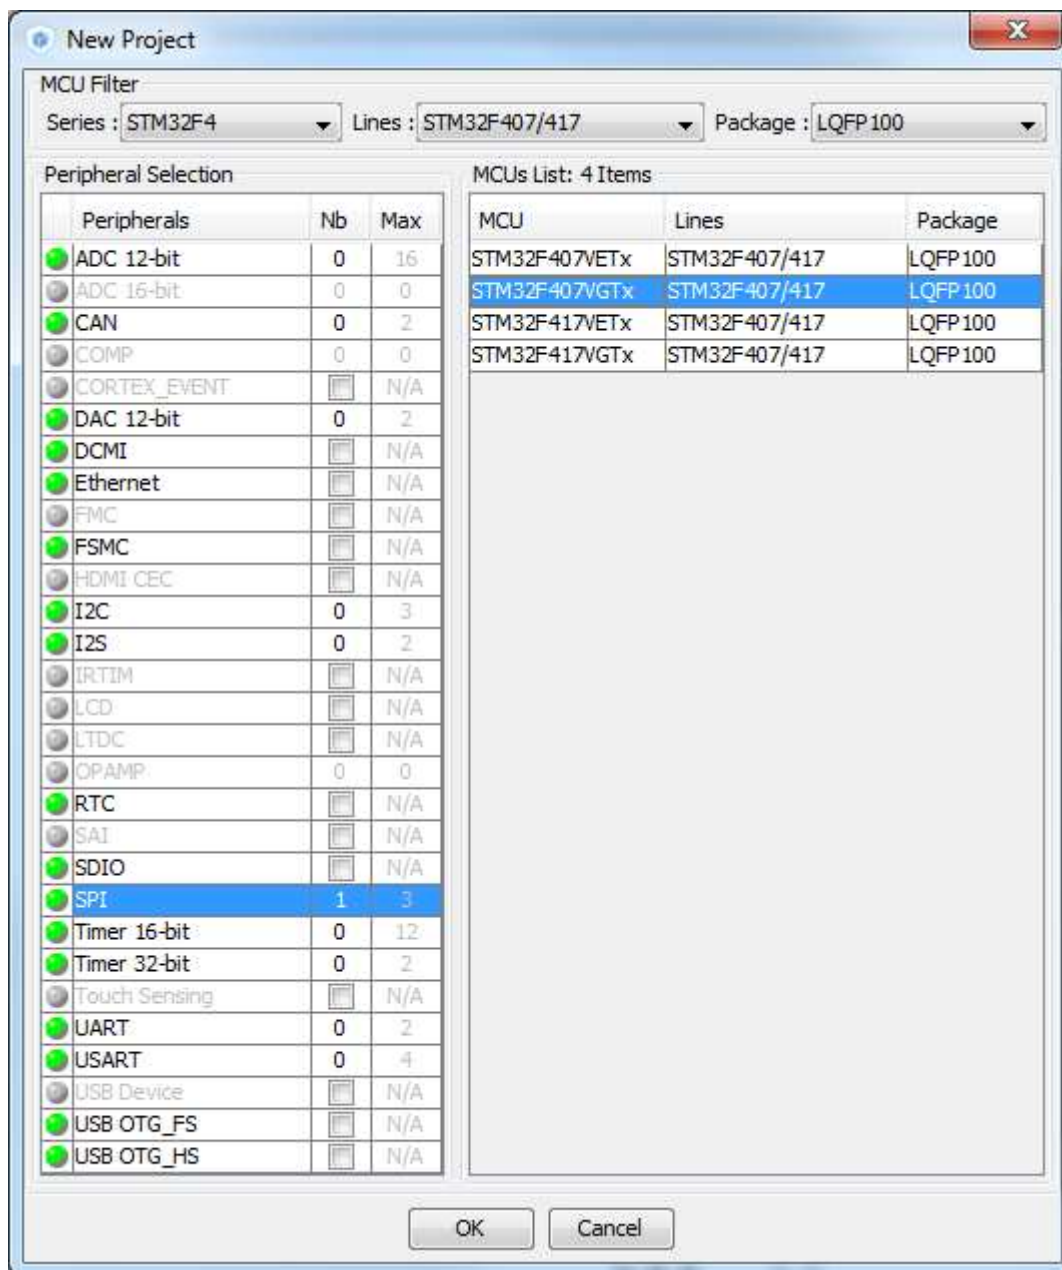 New Project
MCU Filter
Series : STM32F4 Lines : STM32F407/417 Package : LQFP100
Peripheral Selection
Peripherals Nb Max
ADC 12-bit 0 16
ADC 16-bit 0 0
CAN 0 2
COMP 0 0
CORTEX_EVENT N/A
DAC 12-bit 0 2
DCMI N/A
Ethernet N/A
FMC N/A
FSMC N/A
HDMI CEC N/A
I2C 0 3
I2S 0 2
IRTIM N/A
LCD N/A
LTDC N/A
OPAMP 0 0
RTC N/A
SAI N/A
SDIO N/A
SPI 1 3
Timer 16-bit 0 12
Timer 32-bit 0 2
Touch Sensing N/A
UART 0 2
USART 0 4
USB Device N/A
USB OTG_FS N/A
USB OTG_HS N/A
MCUs List: 4 Items
MCU Lines Package
STM32F407VETx STM32F407/417 LQFP100
STM32F407VGTx STM32F407/417 LQFP100
STM32F417VETx STM32F407/417 LQFP100
STM32F417VGTx STM32F407/417 LQFP100
OK Cancel